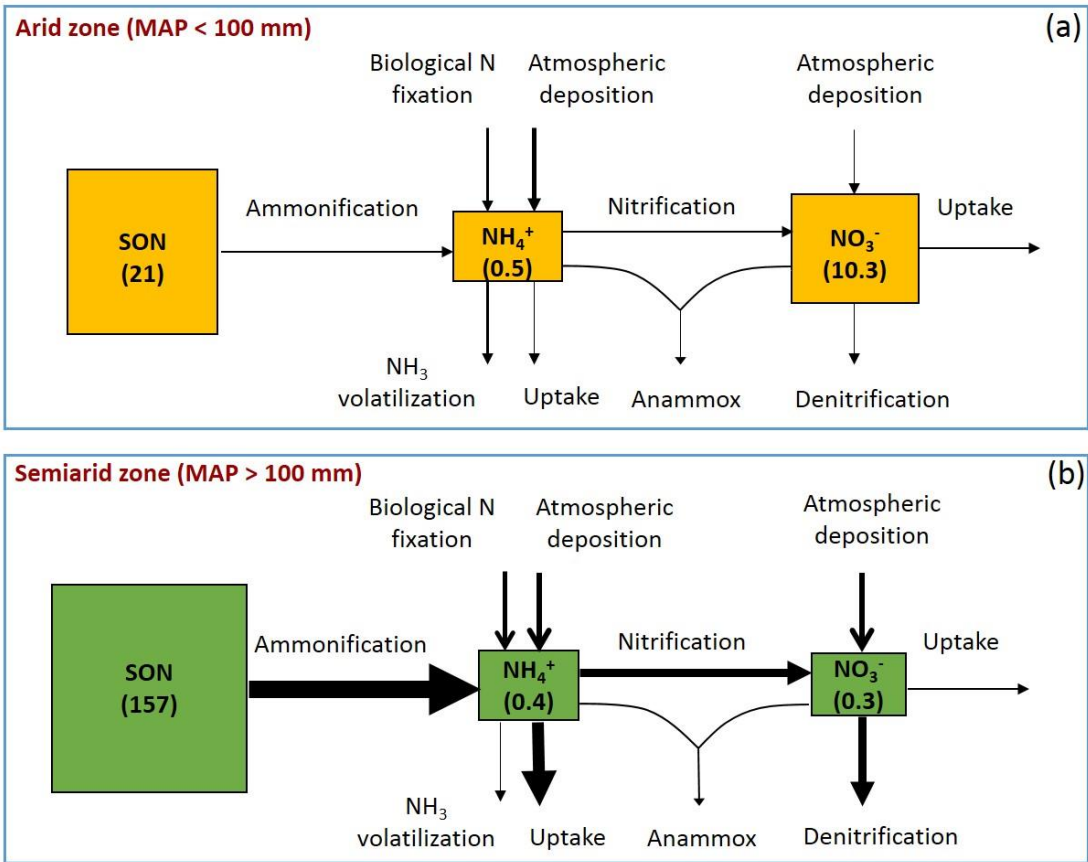 Arid zone (MAP < 100 mm)
(a)
Biological N
fixation
Atmospheric
deposition
Atmospheric
deposition
SON
(21)
Ammonification
NH₄⁺
(0.5)
Nitrification
NO₃⁻
(10.3)
Uptake
NH₃
volatilization
Uptake
Anammox
Denitrification
Semiarid zone (MAP > 100 mm)
(b)
Biological N
fixation
Atmospheric
deposition
Atmospheric
deposition
SON
(157)
Ammonification
NH₄⁺
(0.4)
Nitrification
NO₃⁻
(0.3)
Uptake
NH₃
volatilization
Uptake
Anammox
Denitrification